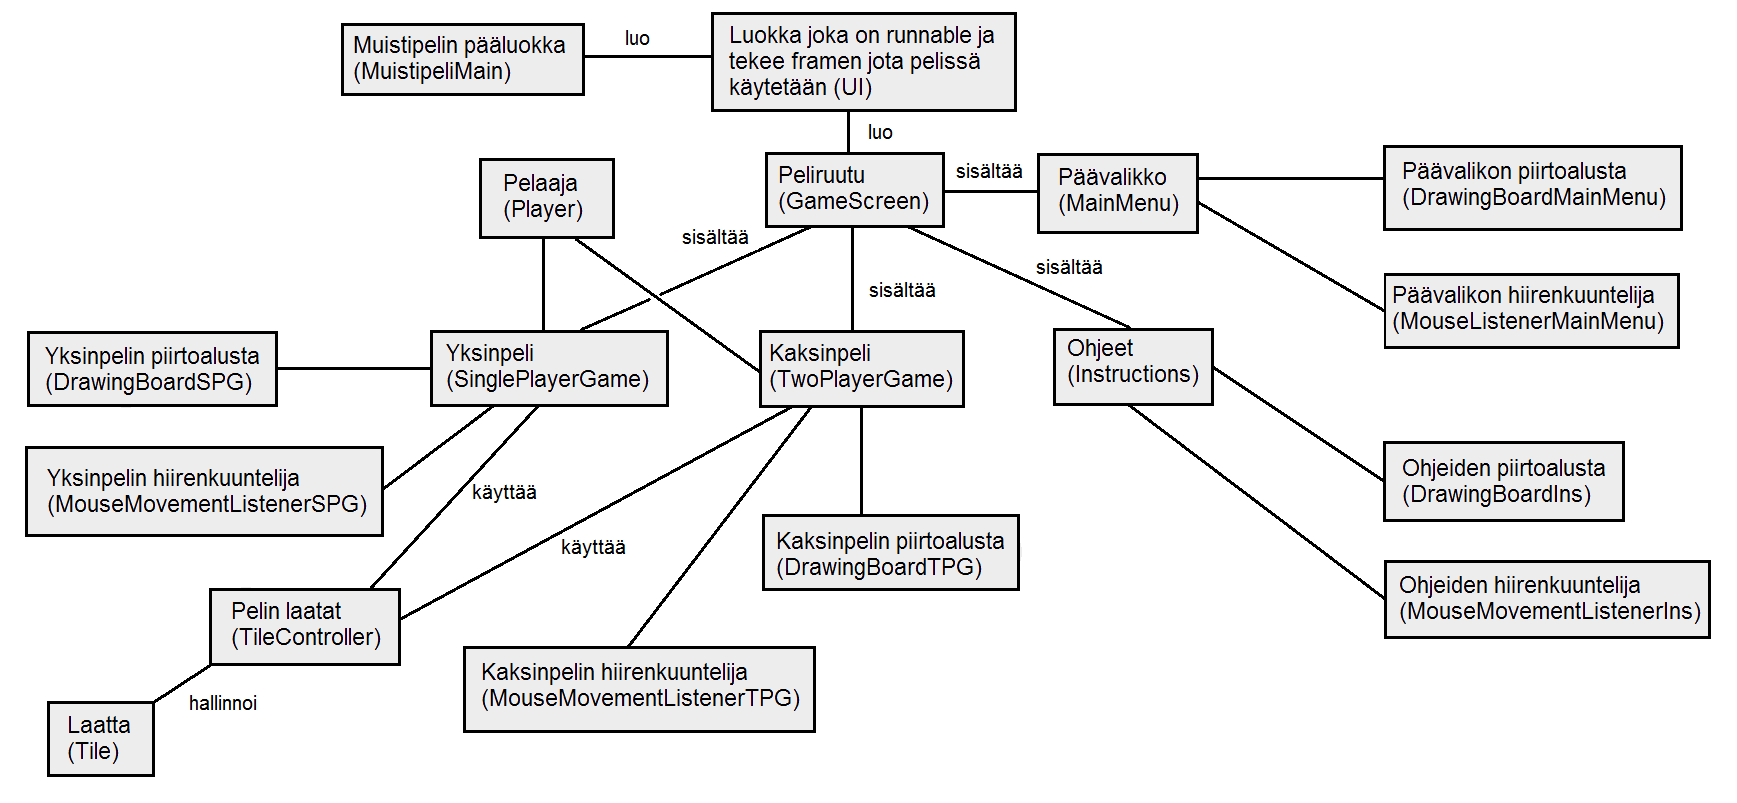 Muistipelin pääluokka
(MuistipeliMain)
luo
Luokka joka on runnable ja
tekee framen jota pelissä
käytetään (UI)
luo
Pelaaja
(Player)
Peliruutu
(GameScreen)
sisältää
Päävalikko
(MainMenu)
Päävalikon piirtoalusta
(DrawingBoardMainMenu)
sisältää
sisältää
sisältää
Päävalikon hiirenkuuntelija
(MouseListenerMainMenu)
Yksinpelin piirtoalusta
(DrawingBoardSPG)
Yksinpeli
(SinglePlayerGame)
Kaksinpeli
(TwoPlayerGame)
Ohjeet
(Instructions)
Yksinpelin hiirenkuuntelija
(MouseMovementListenerSPG)
käyttää
käyttää
Ohjeiden piirtoalusta
(DrawingBoardIns)
Kaksinpelin piirtoalusta
(DrawingBoardTPG)
Ohjeiden hiirenkuuntelija
(MouseMovementListenerIns)
Pelin laatat
(TileController)
Kaksinpelin hiirenkuuntelija
(MouseMovementListenerTPG)
hallinnoi
Laatta
(Tile)